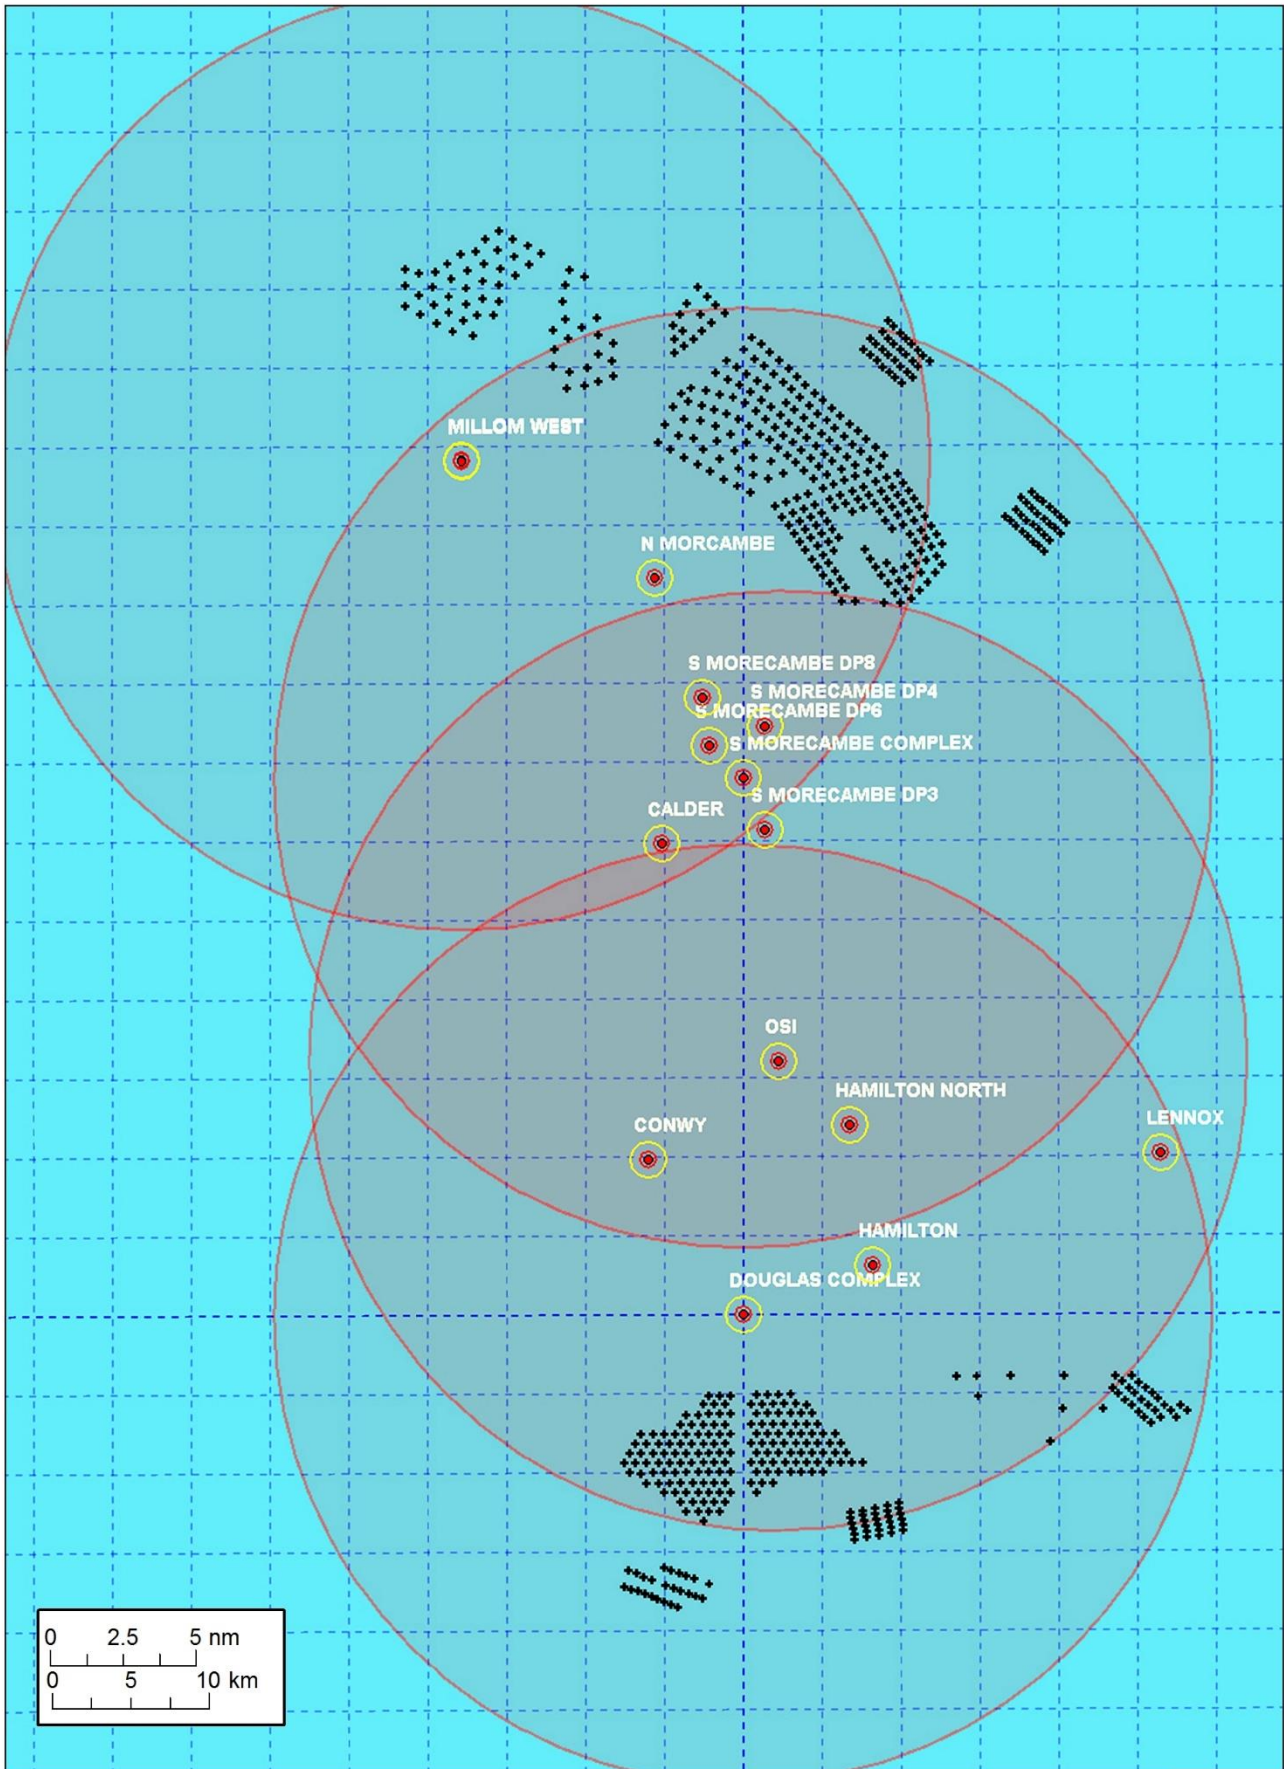 MILLOM WEST
N MORCAMBE
S MORECAMBE DP8
S MORECAMBE DP4
S MORECAMBE DP6
S MORECAMBE COMPLEX
S MORECAMBE DP3
CALDER
OSI
HAMILTON NORTH
CONWY
LENNOX
HAMILTON
DOUGLAS COMPLEX
0 2.5 5 nm
0 5 10 km